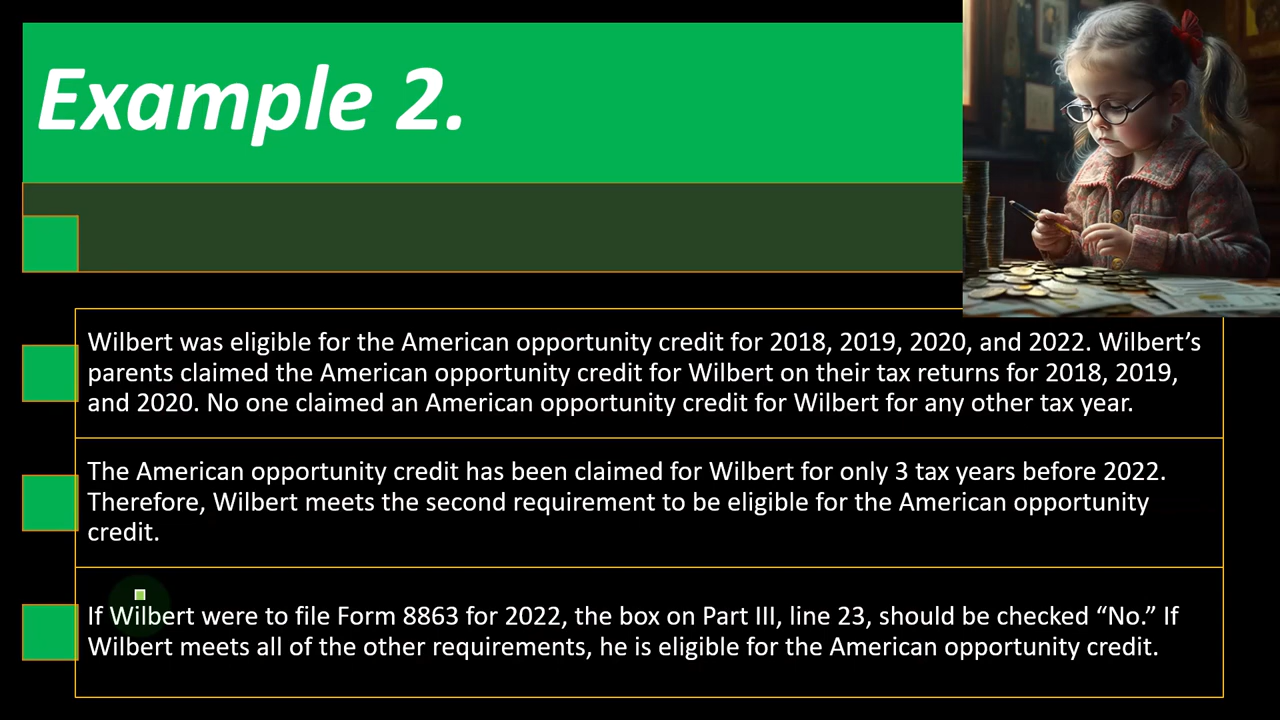 Example 2.
Wilbert was eligible for the American opportunity credit for 2018, 2019, 2020, and 2022. Wilbert’s
parents claimed the American opportunity credit for Wilbert on their tax returns for 2018, 2019,
and 2020. No one claimed an American opportunity credit for Wilbert for any other tax year.
The American opportunity credit has been claimed for Wilbert for only 3 tax years before 2022.
Therefore, Wilbert meets the second requirement to be eligible for the American opportunity
credit.
If Wilbert were to file Form 8863 for 2022, the box on Part III, line 23, should be checked “No.” If
Wilbert meets all of the other requirements, he is eligible for the American opportunity credit.